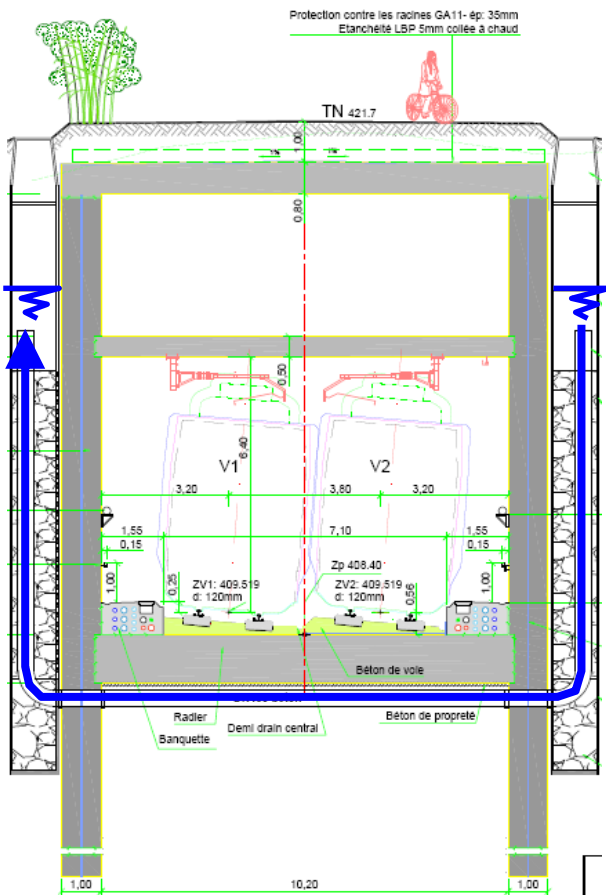 Protection contre les racines GA11- ép: 35mm
Etanchéité LBP 5mm collée à chaud
TN 421.7
1,00
0,80
0,60
6,40
V1
V2
3,20
3,80
3,20
1,55
7,10
1,55
0,15
0,15
Zp 408.40
1,00
0,25
ZV1: 409.519
d: 120mm
ZV2: 409.519
d: 120mm
0,56
1,00
Béton de voie
Radier
Banquette
Demi drain central
Béton de propreté
1,00
10,20
1,00